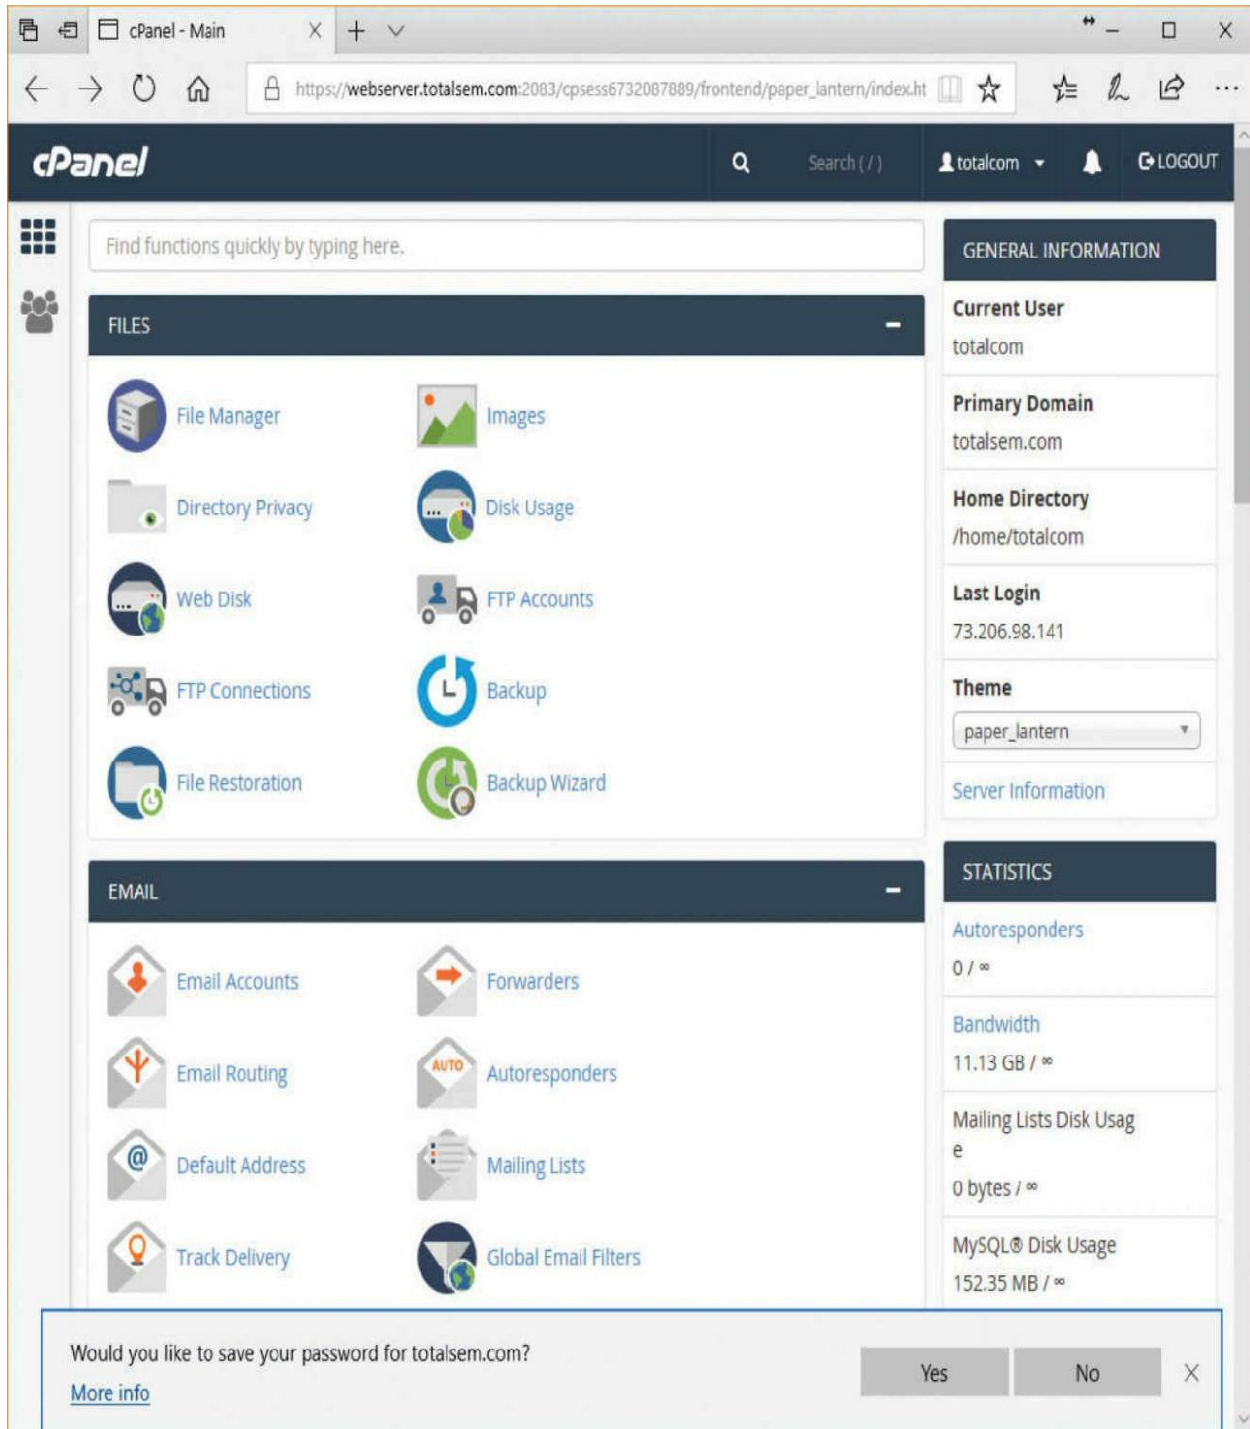 cPanel - Main
https://webserver.totalsem.com:2083/cpsess6732087889/frontend/paper_lantern/index.ht
cPanel
Search ( / )
totalcom
LOGOUT
Find functions quickly by typing here.
FILES
File Manager
Images
Directory Privacy
Disk Usage
Web Disk
FTP Accounts
FTP Connections
Backup
File Restoration
Backup Wizard
EMAIL
Email Accounts
Forwarders
Email Routing
AUTO
Autoresponders
@
Default Address
Mailing Lists
Track Delivery
Global Email Filters
GENERAL INFORMATION
Current User
totalcom
Primary Domain
totalsem.com
Home Directory
/home/totalcom
Last Login
73.206.98.141
Theme
paper_lantern
Server Information
STATISTICS
Autoresponders
0 / ∞
Bandwidth
11.13 GB / ∞
Mailing Lists Disk Usag
e
0 bytes / ∞
MySQL® Disk Usage
152.35 MB / ∞
Would you like to save your password for totalsem.com?
More info
Yes
No